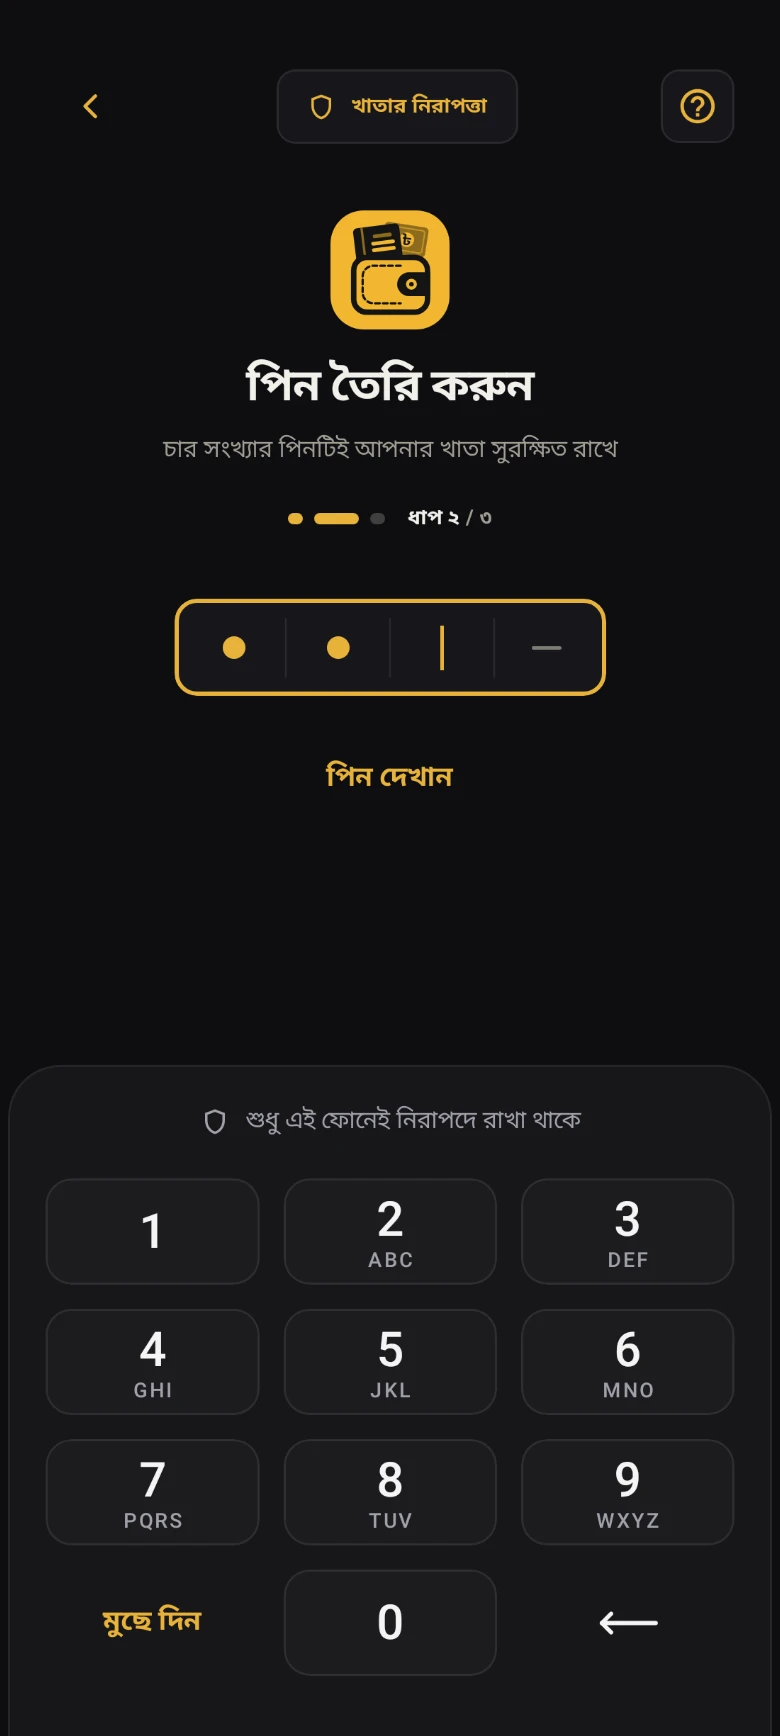 খাতার নিরাপত্তা
পিন তৈরি করুন
চার সংখ্যার পিনটিই আপনার খাতা সুরক্ষিত রাখে
ধাপ ২ / ৩
পিন দেখান
শুধু এই ফোনেই নিরাপদে রাখা থাকে
1 2 3
ABC DEF
4 5 6
GHI JKL MNO
7 8 9
PQRS TUV WXYZ
মুছে দিন 0